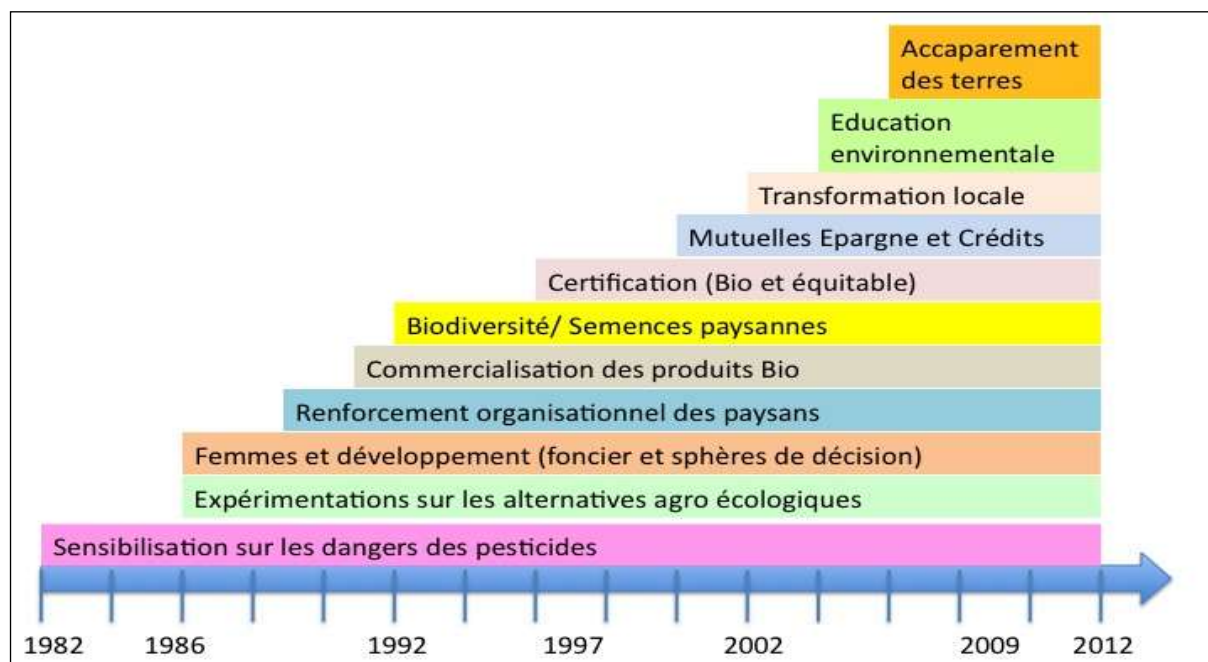 Accaparement
des terres
Education
environnementale
Transformation locale
Mutuelles Epargne et Crédits
Certification (Bio et équitable)
Biodiversité/ Semences paysannes
Commercialisation des produits Bio
Renforcement organisationnel des paysans
Femmes et développement (foncier et sphères de décision)
Expérimentations sur les alternatives agro écologiques
Sensibilisation sur les dangers des pesticides
1982 1986 1992 1997 2002 2009 2012